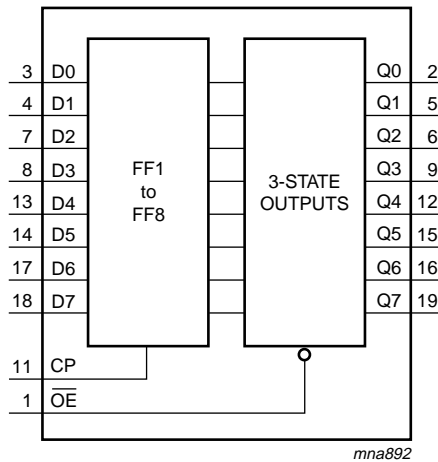 3 D0 Q0 2
4 D1 Q1 5
7 D2 Q2 6
8 D3 Q3 9
13 D4 Q4 12
14 D5 Q5 15
17 D6 Q6 16
18 D7 Q7 19
FF1
to
FF8
3-STATE
OUTPUTS
11 CP
1 O̅E̅
mna892